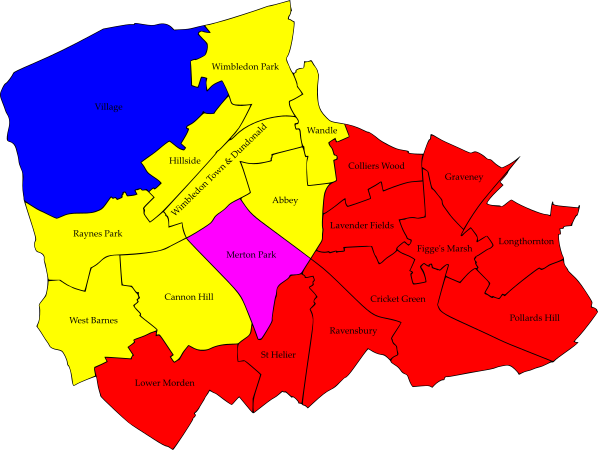 Wimbledon Park
Village
Wandle
Wimbledon Town & Dundonald
Hillside
Colliers Wood
Graveney
Abbey
Raynes Park
Lavender Fields
Figge's Marsh
Longthornton
Merton Park
Cannon Hill
Cricket Green
West Barnes
Pollards Hill
Ravensbury
St Helier
Lower Morden